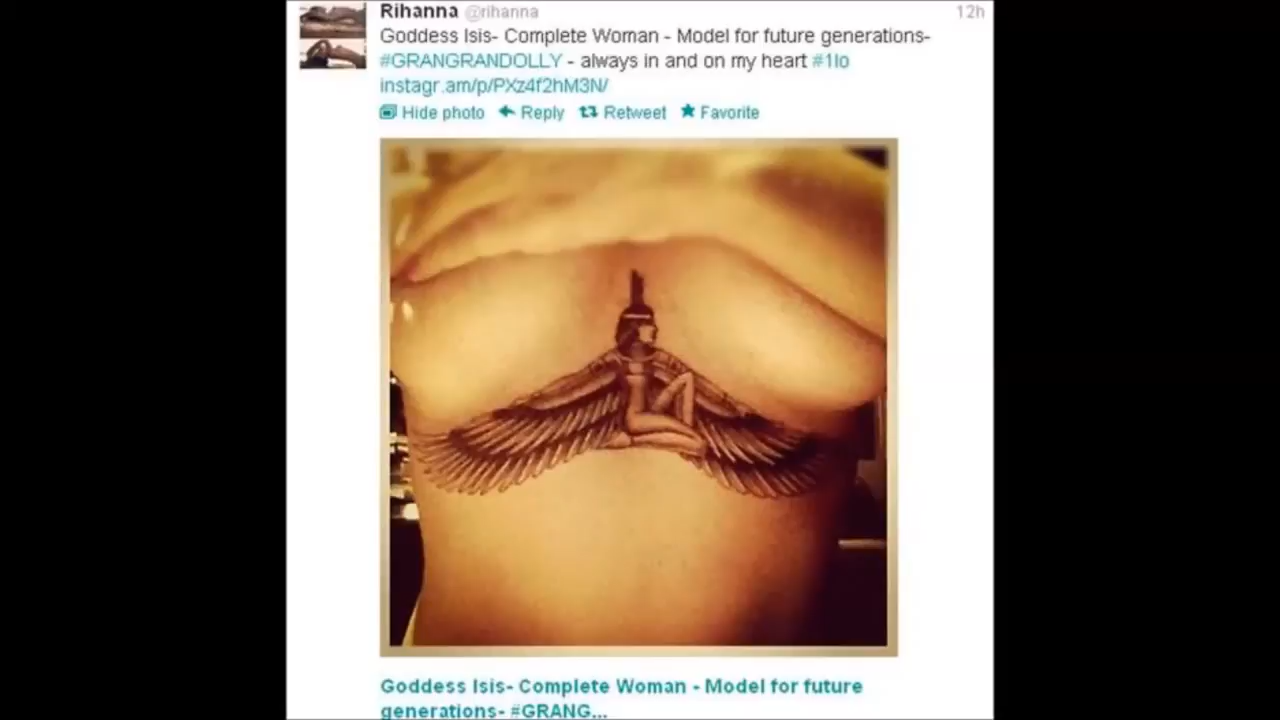 Rihanna @rihanna 12h
Goddess Isis- Complete Woman - Model for future generations-
#GRANGRANDOLLY - always in and on my heart #1lo
instagr.am/p/PXz4f2hM3N/
Hide photo Reply Retweet Favorite
Goddess Isis- Complete Woman - Model for future
generations- #GRANG...